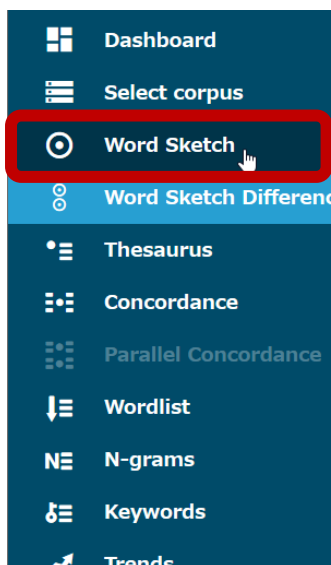 Dashboard
Select corpus
Word Sketch
Word Sketch Differenc
Thesaurus
Concordance
Parallel Concordance
Wordlist
N-grams
Keywords
Trends